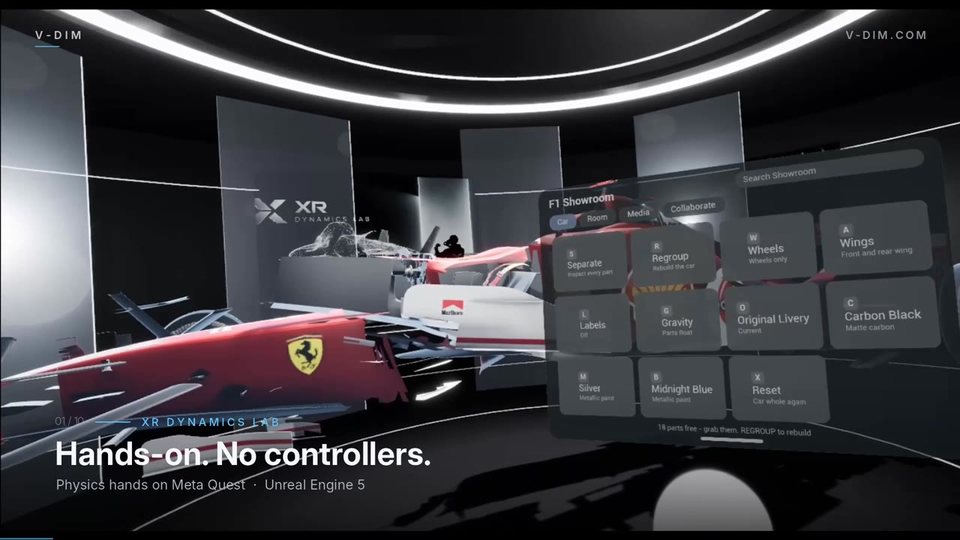 V-DIM
V-DIM.COM
XR
DYNAMICS LAB
Marlboro
F1 Showroom
Search Showroom
Car
Room
Media
Collaborate
S
Separate
Inspect every part
R
Regroup
Rebuild the car
W
Wheels
Wheels only
A
Wings
Front and rear wing
L
Labels
Off
G
Gravity
Parts float
O
Original Livery
Current
C
Carbon Black
Matte carbon
M
Silver
Metallic paint
B
Midnight Blue
Metallic paint
X
Reset
Car whole again
18 parts free - grab them. REGROUP to rebuild
01 / 10
XR DYNAMICS LAB
Hands-on. No controllers.
Physics hands on Meta Quest · Unreal Engine 5